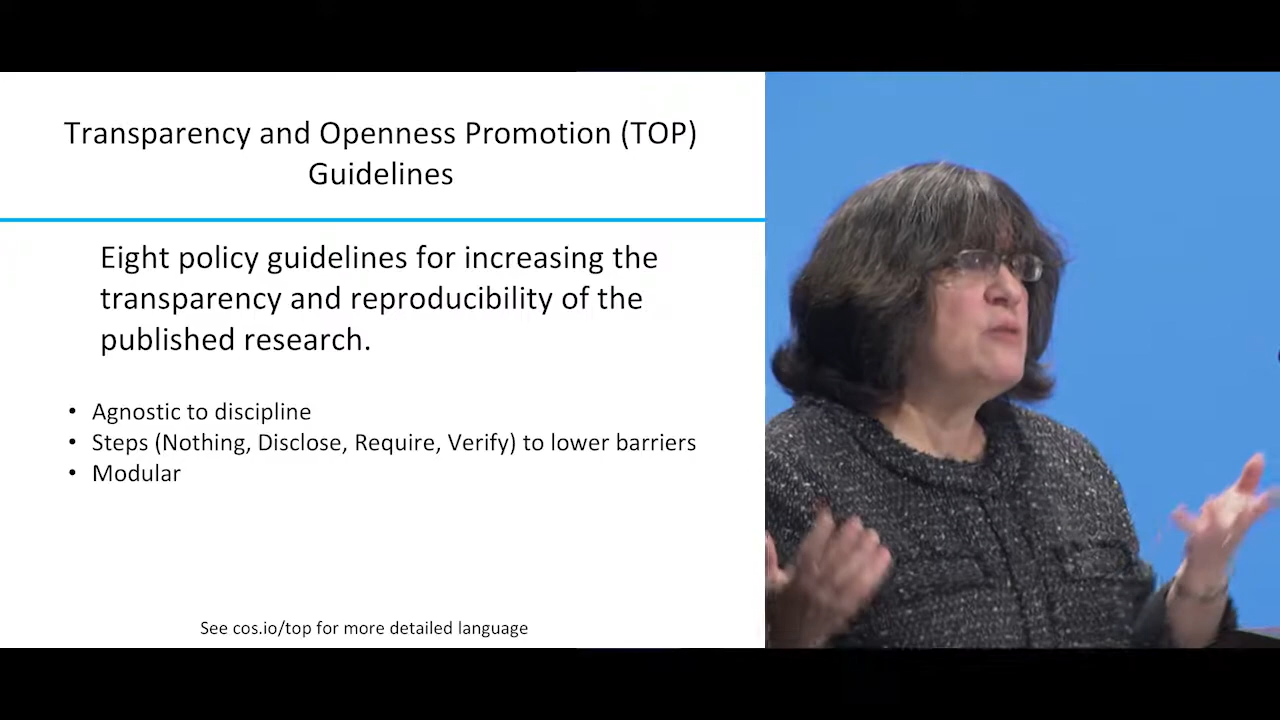 Transparency and Openness Promotion (TOP)
Guidelines
Eight policy guidelines for increasing the
transparency and reproducibility of the
published research.
• Agnostic to discipline
• Steps (Nothing, Disclose, Require, Verify) to lower barriers
• Modular
See cos.io/top for more detailed language